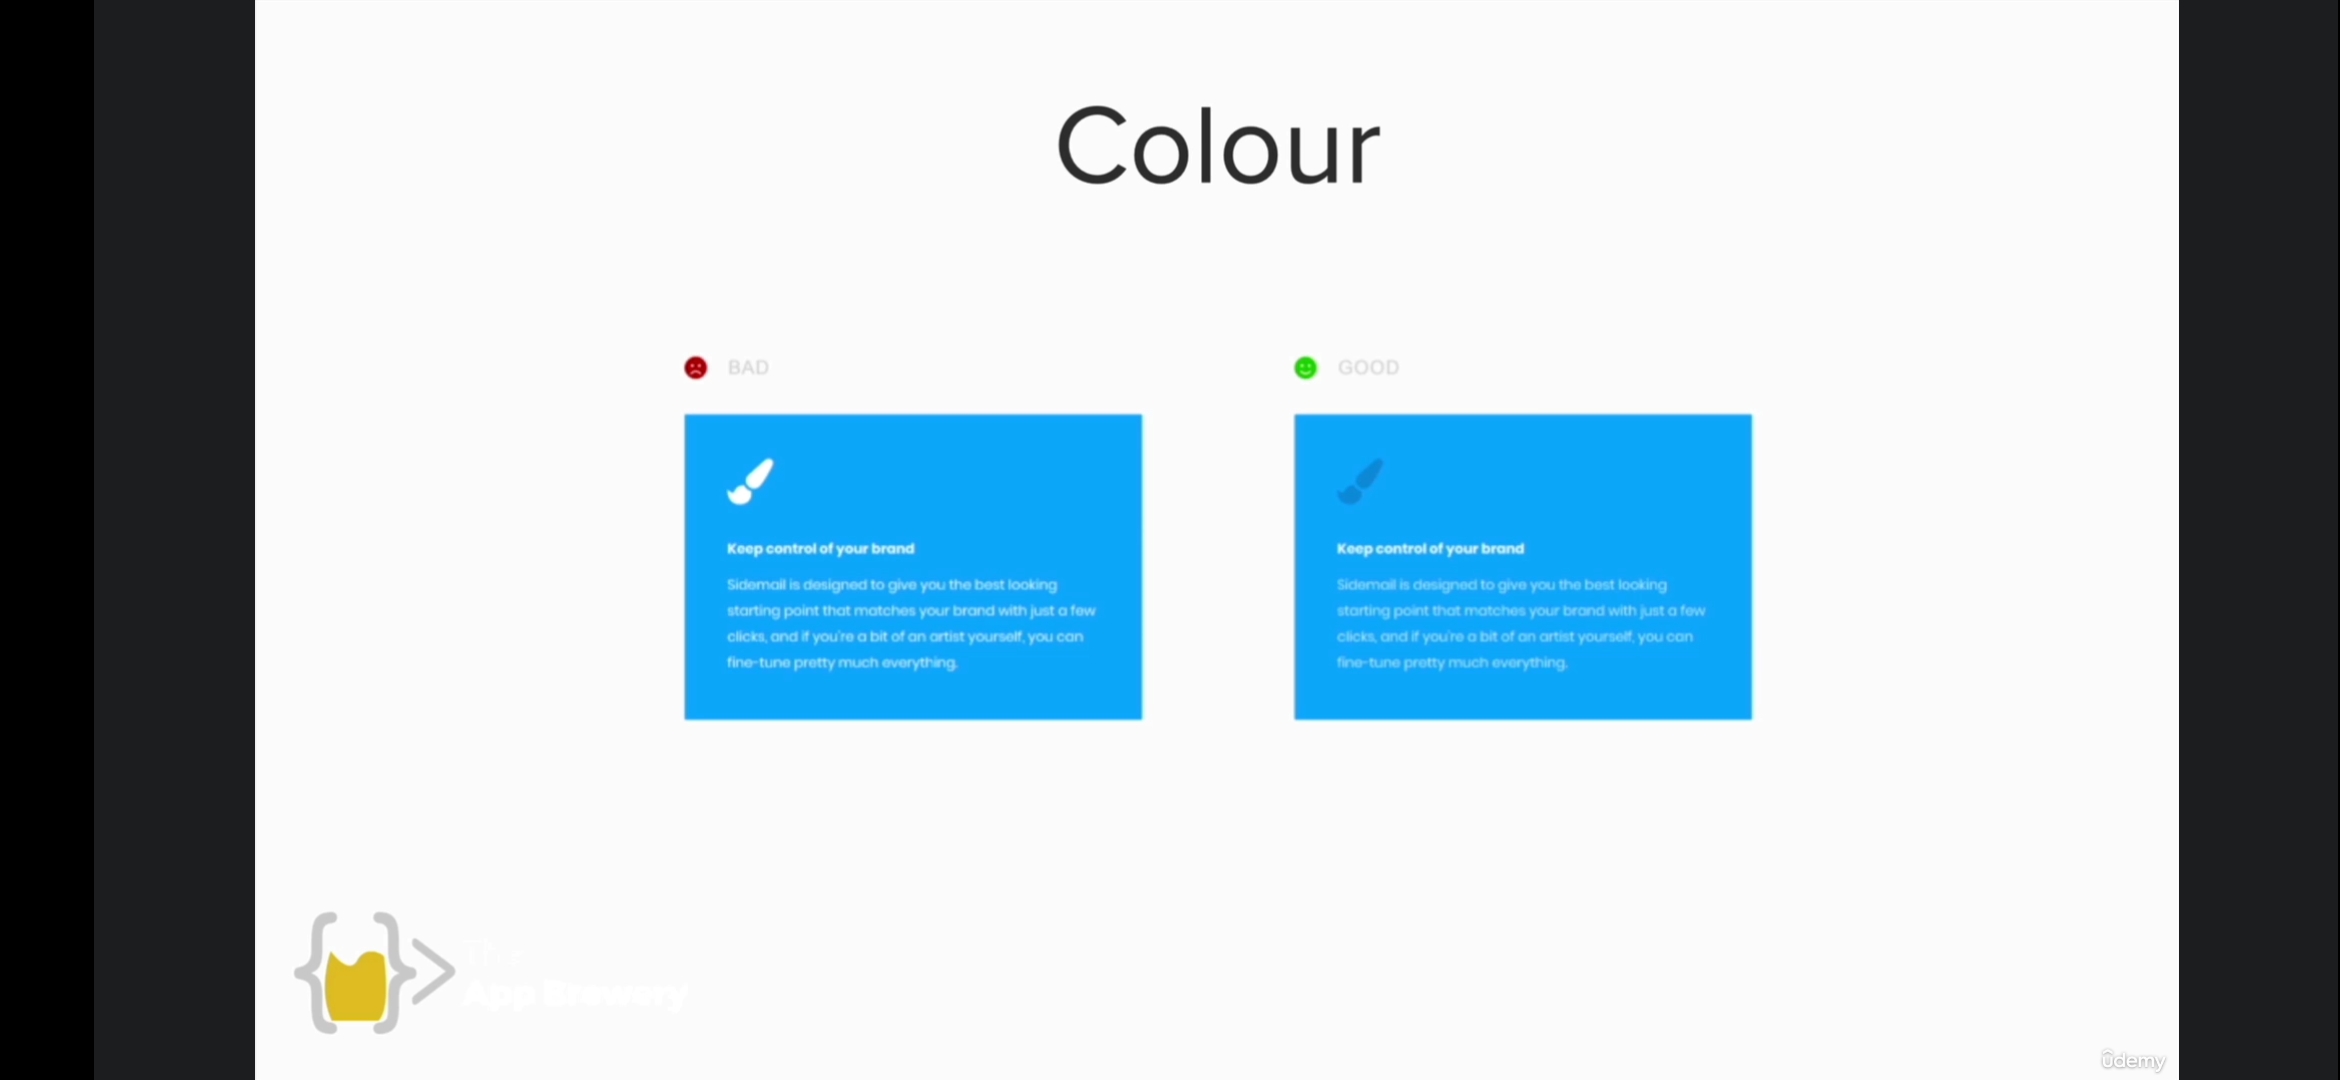 Colour
BAD
Keep control of your brand
Sidemail is designed to give you the best looking
starting point that matches your brand with just a few
clicks, and if you're a bit of an artist yourself, you can
fine-tune pretty much everything.
GOOD
Keep control of your brand
Sidemail is designed to give you the best looking
starting point that matches your brand with just a few
clicks, and if you're a bit of an artist yourself, you can
fine-tune pretty much everything.
The
App Brewery
ûdemy